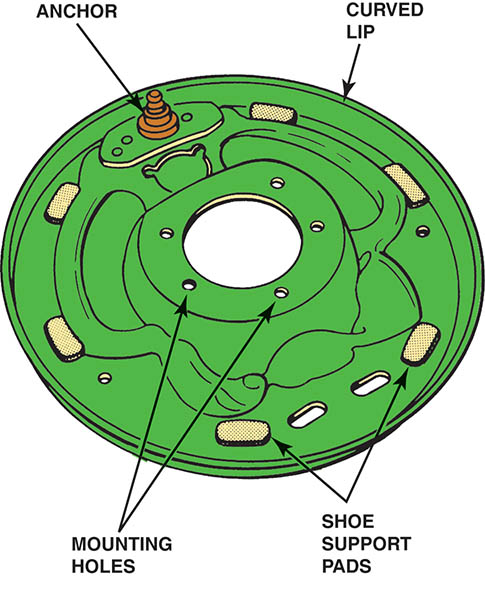 ANCHOR
CURVED
LIP
MOUNTING
HOLES
SHOE
SUPPORT
PADS